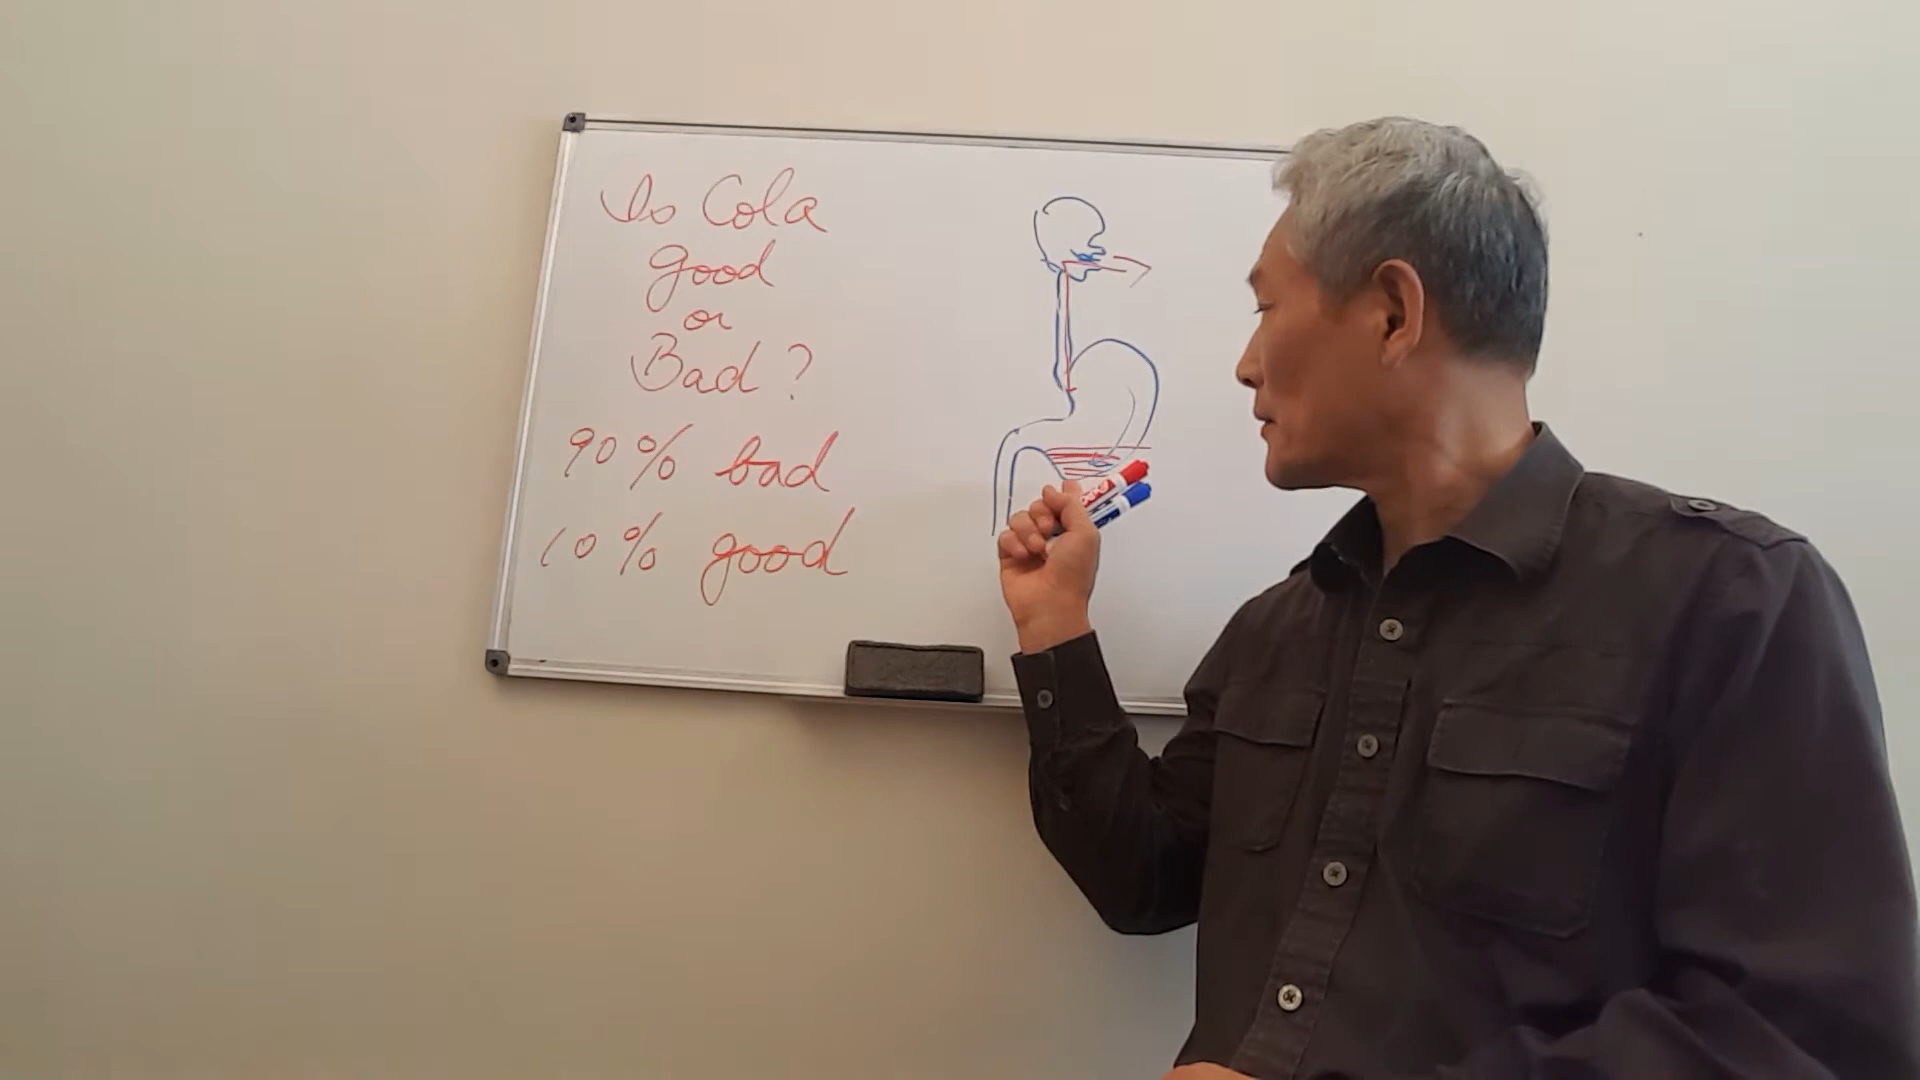 Is Cola
good
or
Bad?
90% bad
10% good